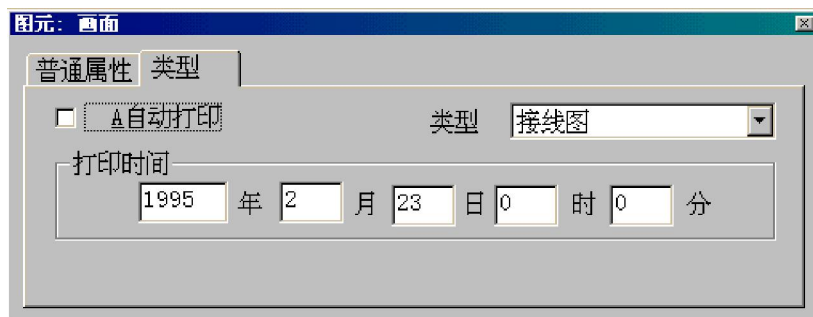 图元：画面
普通属性 类型
A自动打印 类型 接线图
打印时间
1995 年 2 月 23 日 0 时 0 分